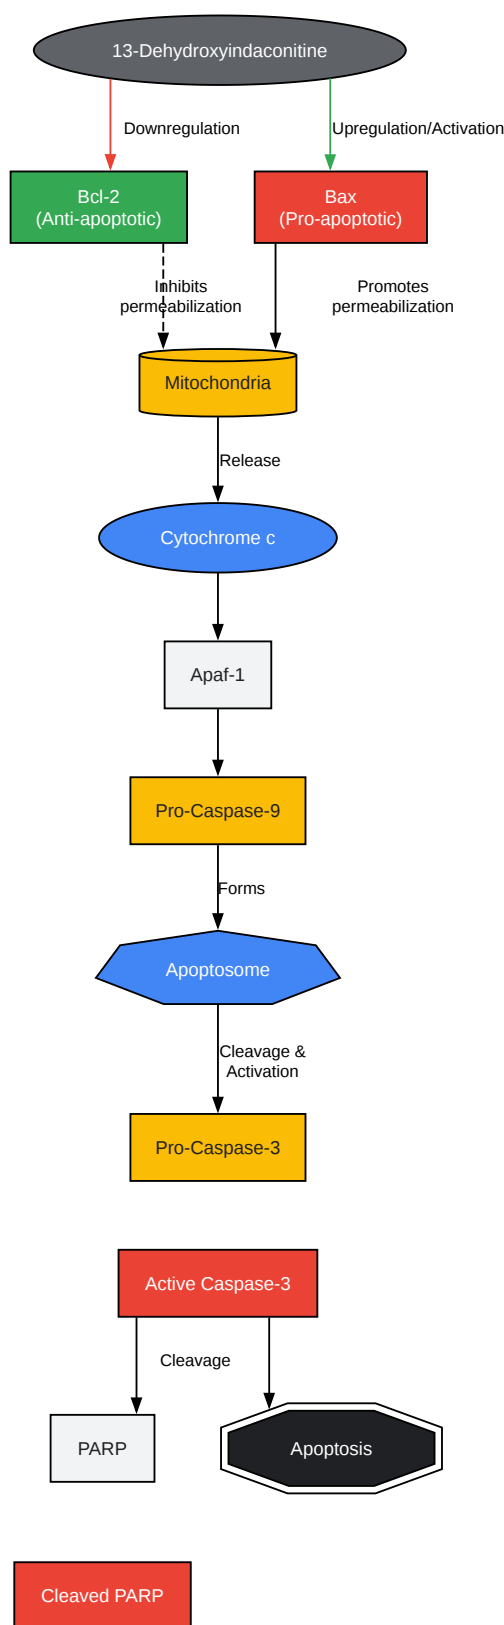 13-Dehydroxyindaconitine
Downregulation
Upregulation/Activation
Bcl-2
(Anti-apoptotic)
Bax
(Pro-apoptotic)
Inhibits
permeabilization
Promotes
permeabilization
Mitochondria
Release
Cytochrome c
Apaf-1
Pro-Caspase-9
Forms
Apoptosome
Cleavage &
Activation
Pro-Caspase-3
Active Caspase-3
Cleavage
PARP
Apoptosis
Cleaved PARP